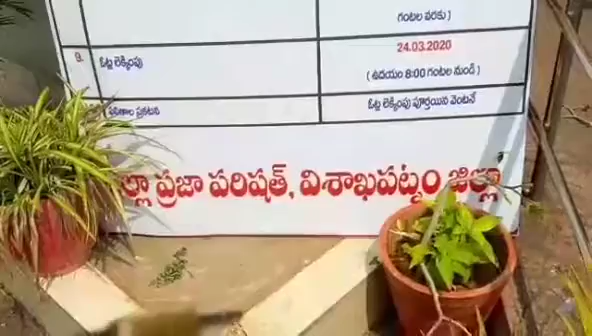 గంటల వరకు )
9. ఓట్ల లెక్కింపు 24.03.2020
( ఉదయం 8:00 గంటల నుండి )
ఫలితాల ప్రకటన ఓట్ల లెక్కింపు పూర్తయిన వెంటనే
ప్రజా పరిషత్, విశాఖపట్నం జిల్లా